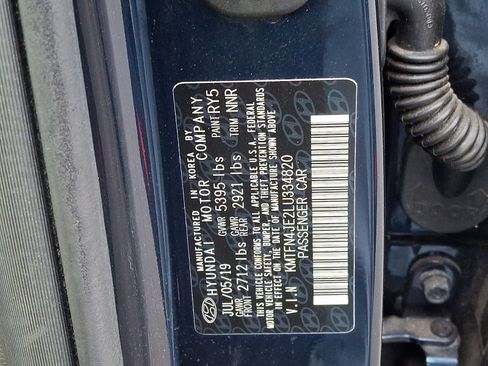 MANUFACTURED IN KOREA BY
HYUNDAI MOTOR COMPANY
JUL/05/19 GVWR 5395 lbs PAINT RY5
GAWR FRONT 2712 lbs GAWR REAR 2921 lbs TRIM NNR
THIS VEHICLE CONFORMS TO ALL APPLICABLE U.S.A. FEDERAL
MOTOR VEHICLE SAFETY, BUMPER, AND THEFT PREVENTION STANDARDS
IN EFFECT ON THE DATE OF MANUFACTURE SHOWN ABOVE.
V.I.N KMTFN4JE2LU334820
PASSENGER CAR